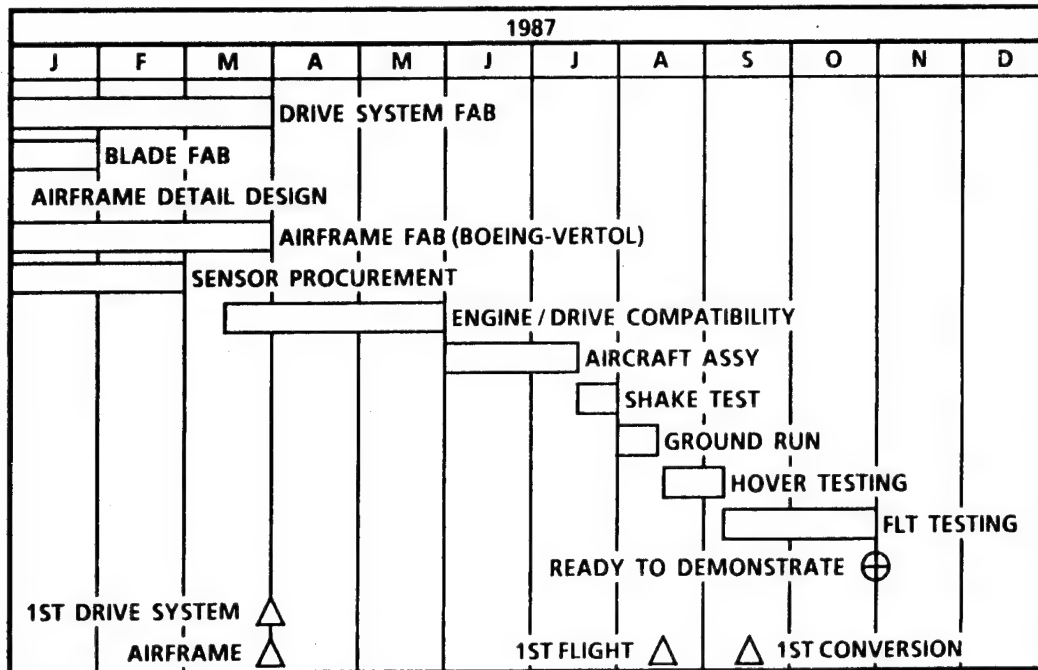 1987
J F M A M J J A S O N D
DRIVE SYSTEM FAB
BLADE FAB
AIRFRAME DETAIL DESIGN
AIRFRAME FAB (BOEING-VERTOL)
SENSOR PROCUREMENT
ENGINE / DRIVE COMPATIBILITY
AIRCRAFT ASSY
SHAKE TEST
GROUND RUN
HOVER TESTING
FLT TESTING
READY TO DEMONSTRATE
1ST DRIVE SYSTEM
AIRFRAME 1ST FLIGHT 1ST CONVERSION